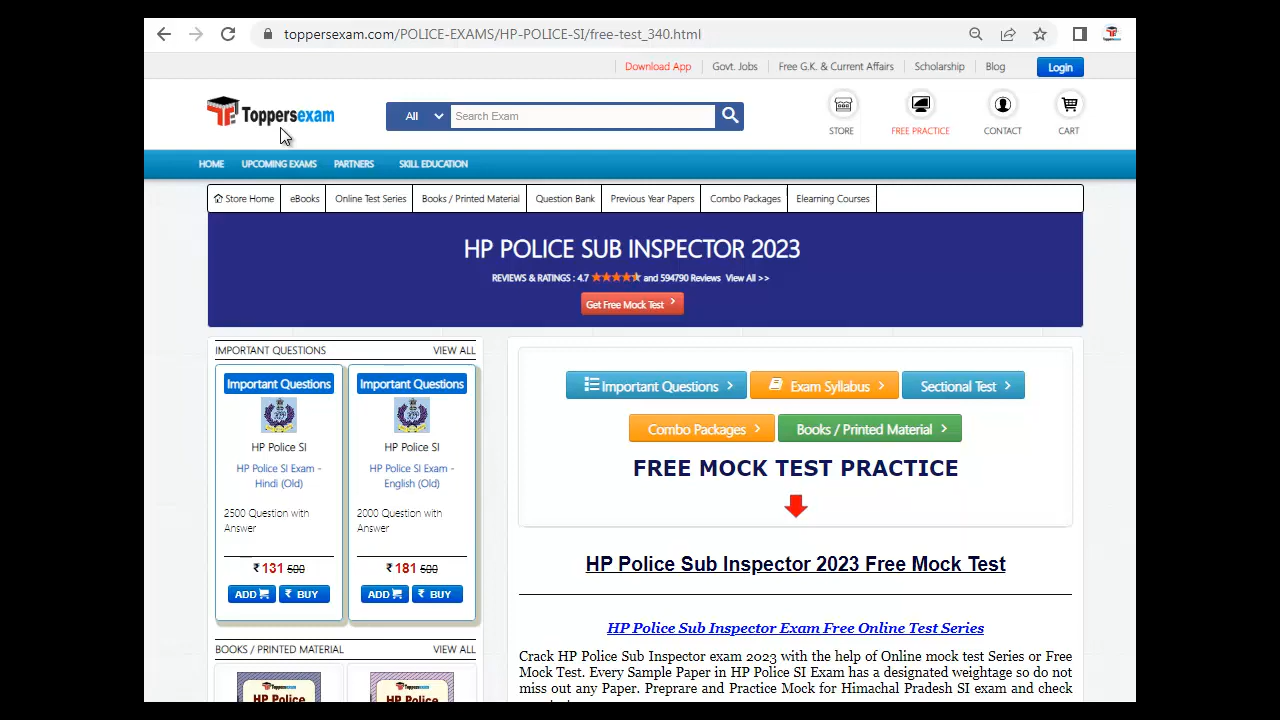 toppersexam.com/POLICE-EXAMS/HP-POLICE-SI/free-test_340.html
Download App Govt. Jobs Free G.K. & Current Affairs Scholarship Blog Login
Toppersexam
All Search Exam
STORE FREE PRACTICE CONTACT CART
HOME UPCOMING EXAMS PARTNERS SKILL EDUCATION
Store Home eBooks Online Test Series Books / Printed Material Question Bank Previous Year Papers Combo Packages Elearning Courses
HP POLICE SUB INSPECTOR 2023
REVIEWS & RATINGS : 4.7 and 594790 Reviews View All >>
Get Free Mock Test
IMPORTANT QUESTIONS VIEW ALL
Important Questions
HP Police SI
HP Police SI Exam -
Hindi (Old)
2500 Question with
Answer
₹ 131 500
ADD ₹ BUY
Important Questions
HP Police SI
HP Police SI Exam -
English (Old)
2000 Question with
Answer
₹ 181 500
ADD ₹ BUY
BOOKS / PRINTED MATERIAL VIEW ALL
Toppersexam
HP Police
Toppersexam
HP Police
Important Questions Exam Syllabus Sectional Test
Combo Packages Books / Printed Material
FREE MOCK TEST PRACTICE
HP Police Sub Inspector 2023 Free Mock Test
HP Police Sub Inspector Exam Free Online Test Series
Crack HP Police Sub Inspector exam 2023 with the help of Online mock test Series or Free
Mock Test. Every Sample Paper in HP Police SI Exam has a designated weightage so do not
miss out any Paper. Preprare and Practice Mock for Himachal Pradesh SI exam and check